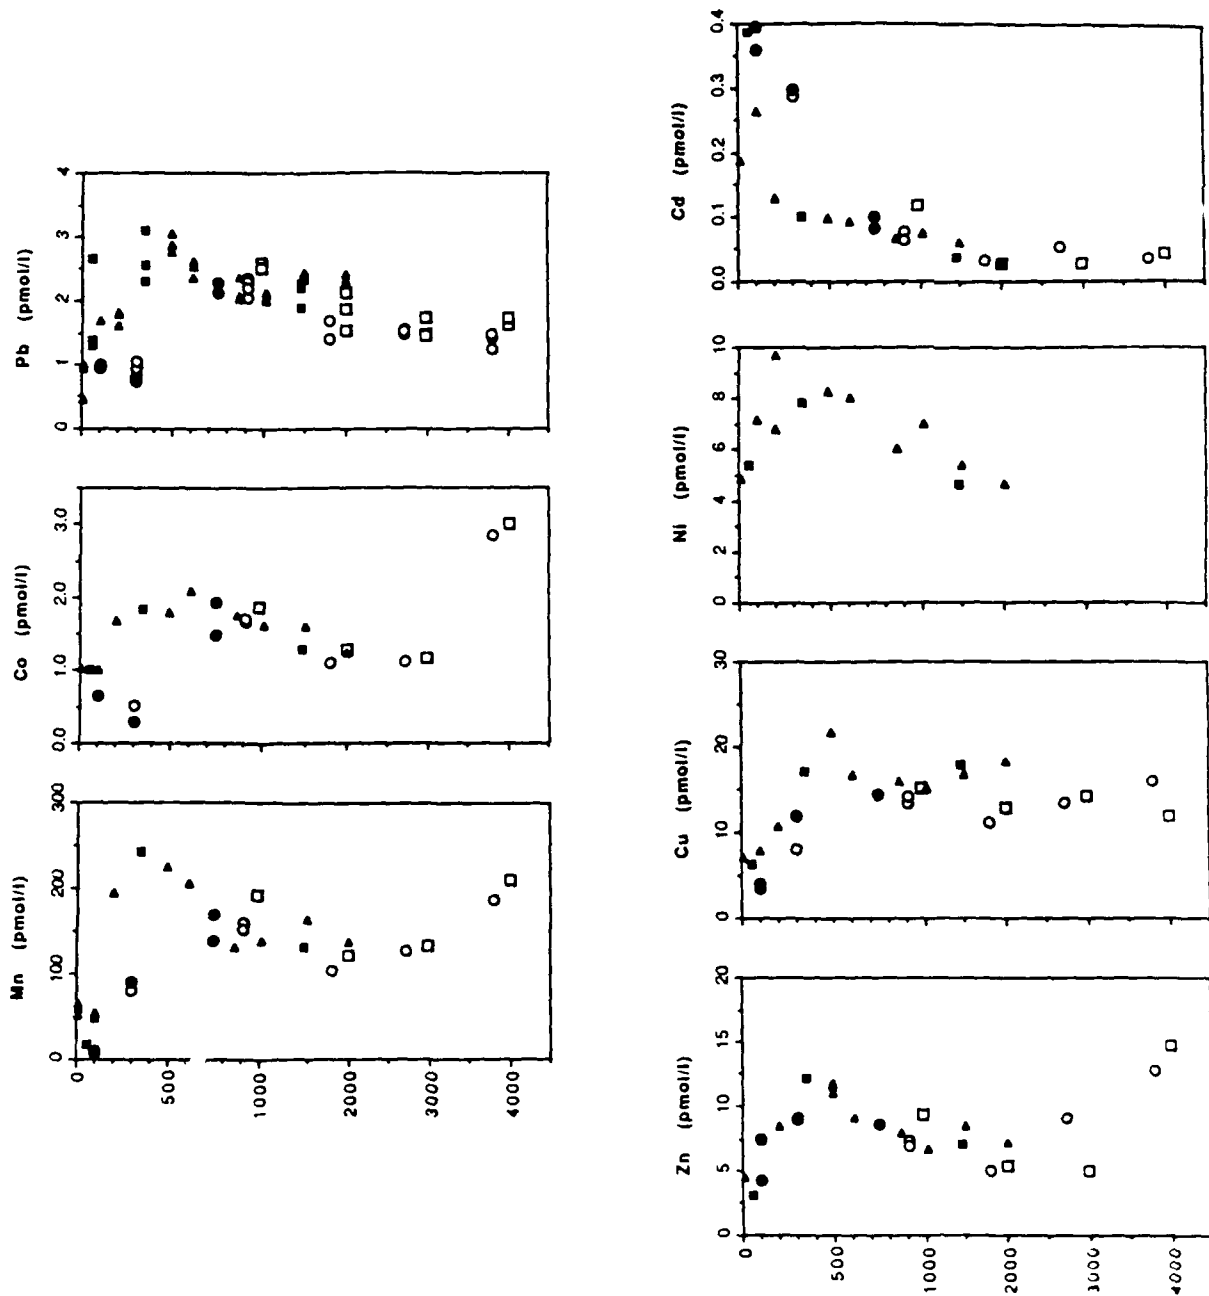 Pb (pmol/l)
0 1 2 3 4
Co (pmol/l)
0.0 1.0 2.0 3.0
Mn (pmol/l)
0 100 200 300
0 500 1000 2000 3000 4000
Cd (pmol/l)
0.0 0.1 0.2 0.3 0.4
Ni (pmol/l)
0 2 4 6 8 10
Cu (pmol/l)
0 10 20 30
Zn (pmol/l)
0 5 10 15 20
0 500 1000 2000 3000 4000